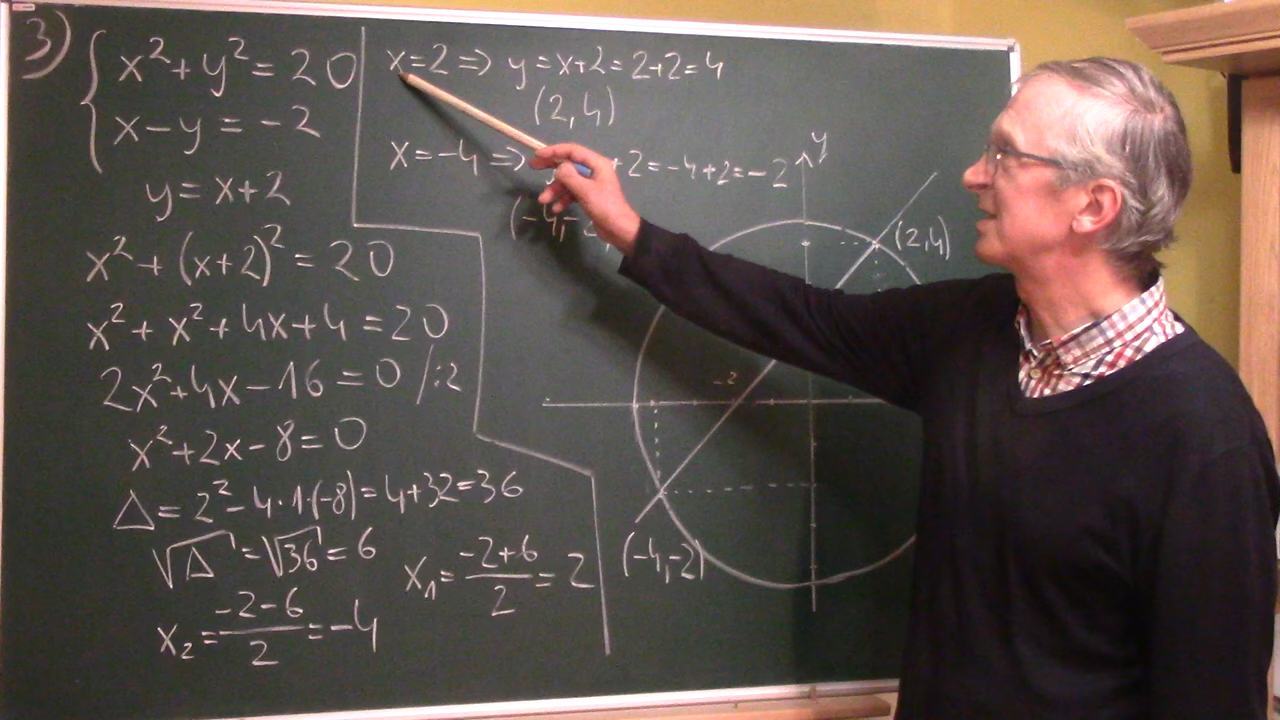 3)
x² + y² = 20
x − y = −2
y = x+2
x² + (x+2)² = 20
x² + x² + 4x + 4 = 20
2x² + 4x − 16 = 0 /:2
x² + 2x − 8 = 0
Δ = 2² − 4·1·(−8) = 4+32 = 36
√Δ = √36 = 6
x₁ = (−2+6)/2 = 2
x₂ = (−2−6)/2 = −4
x=2 ⇒ y = x+2 = 2+2 = 4
(2,4)
x = −4 ⇒ +2 = −4+2 = −2
(−4,−2
y
(2,4)
−2
(−4,−2)